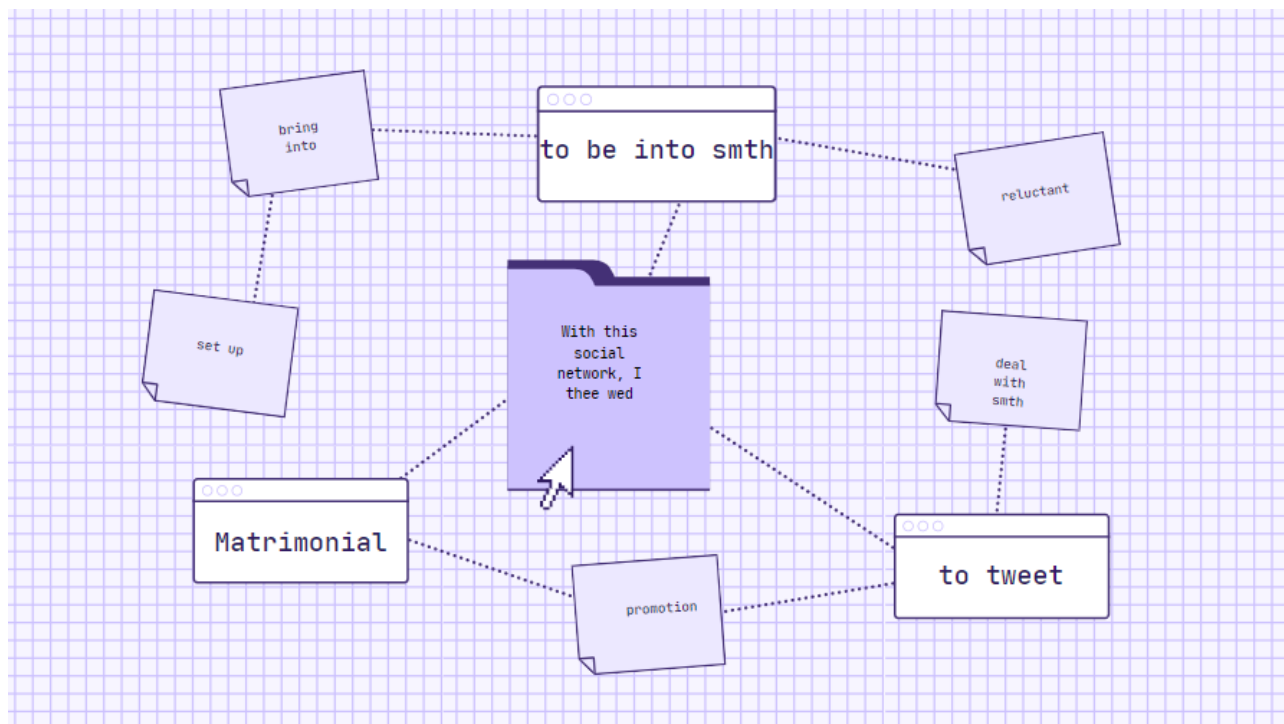 bring
into
to be into smth
reluctant
set up
With this
social
network, I
thee wed
deal
with
smth
Matrimonial
to tweet
promotion